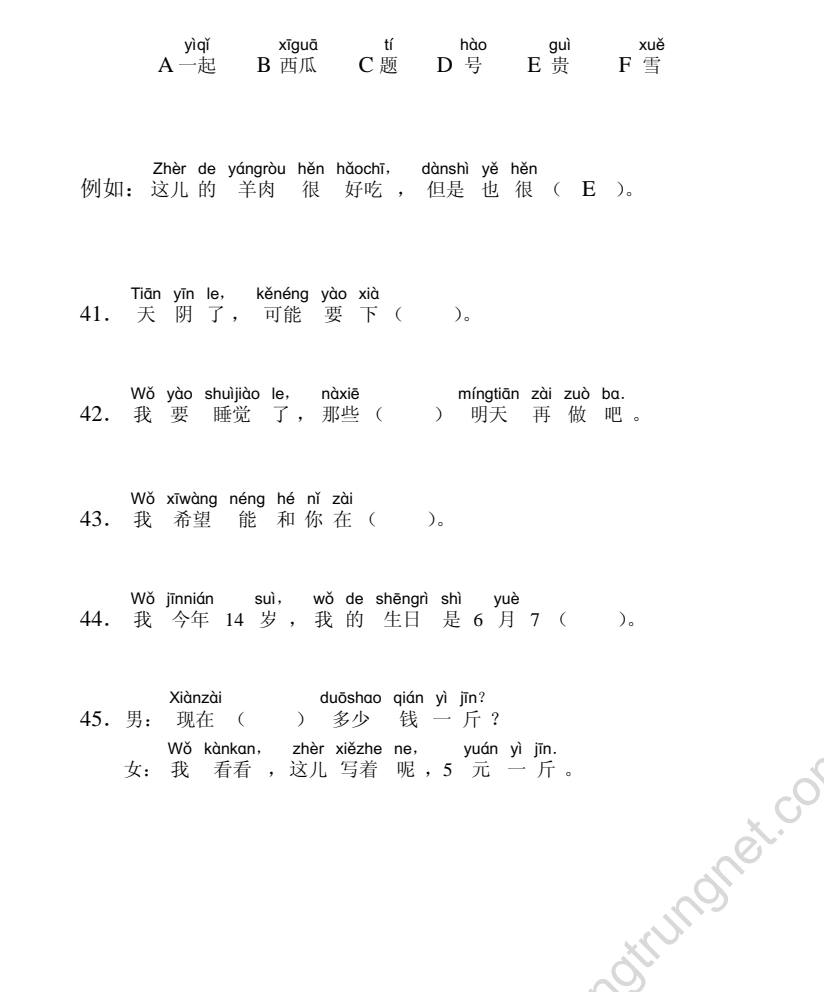 yìqǐ xīguā tí hào guì xuě
A 一起 B 西瓜 C 题 D 号 E 贵 F 雪
Zhèr de yángròu hěn hǎochī, dànshì yě hěn
例如: 这儿 的 羊肉 很 好吃 , 但是 也 很 ( E )。
Tiān yīn le, kěnéng yào xià
41. 天 阴 了 , 可能 要 下 ( )。
Wǒ yào shuìjiào le, nàxiē míngtiān zài zuò ba.
42. 我 要 睡觉 了 , 那些 ( ) 明天 再 做 吧 。
Wǒ xīwàng néng hé nǐ zài
43. 我 希望 能 和 你 在 ( )。
Wǒ jīnnián suì, wǒ de shēngrì shì yuè
44. 我 今年 14 岁 , 我 的 生日 是 6 月 7 ( )。
Xiànzài duōshao qián yì jīn?
45. 男: 现在 ( ) 多少 钱 一 斤 ?
Wǒ kànkan, zhèr xiězhe ne, yuán yì jīn.
女: 我 看看 , 这儿 写着 呢 , 5 元 一 斤 。